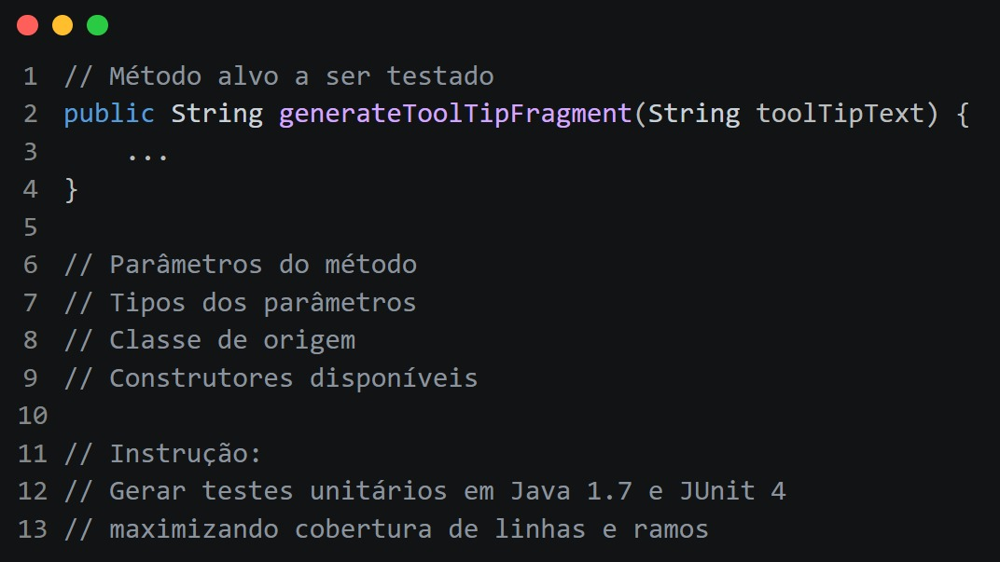 1 // Método alvo a ser testado
2 public String generateToolTipFragment(String toolTipText) {
3     ...
4 }
5
6 // Parâmetros do método
7 // Tipos dos parâmetros
8 // Classe de origem
9 // Construtores disponíveis
10
11 // Instrução:
12 // Gerar testes unitários em Java 1.7 e JUnit 4
13 // maximizando cobertura de linhas e ramos